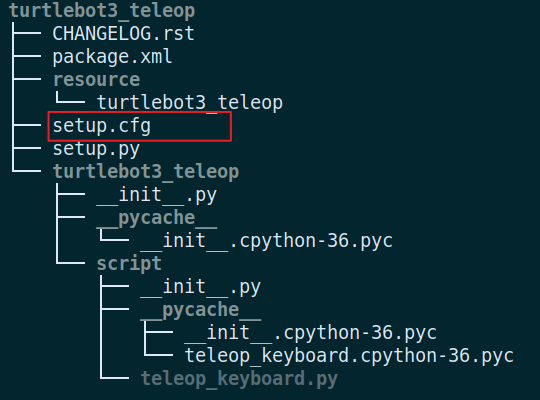 turtlebot3_teleop
├── CHANGELOG.rst
├── package.xml
├── resource
│   └── turtlebot3_teleop
├── setup.cfg
├── setup.py
└── turtlebot3_teleop
    ├── __init__.py
    ├── __pycache__
    │   └── __init__.cpython-36.pyc
    └── script
        ├── __init__.py
        ├── __pycache__
        │   ├── __init__.cpython-36.pyc
        │   └── teleop_keyboard.cpython-36.pyc
        └── teleop_keyboard.py